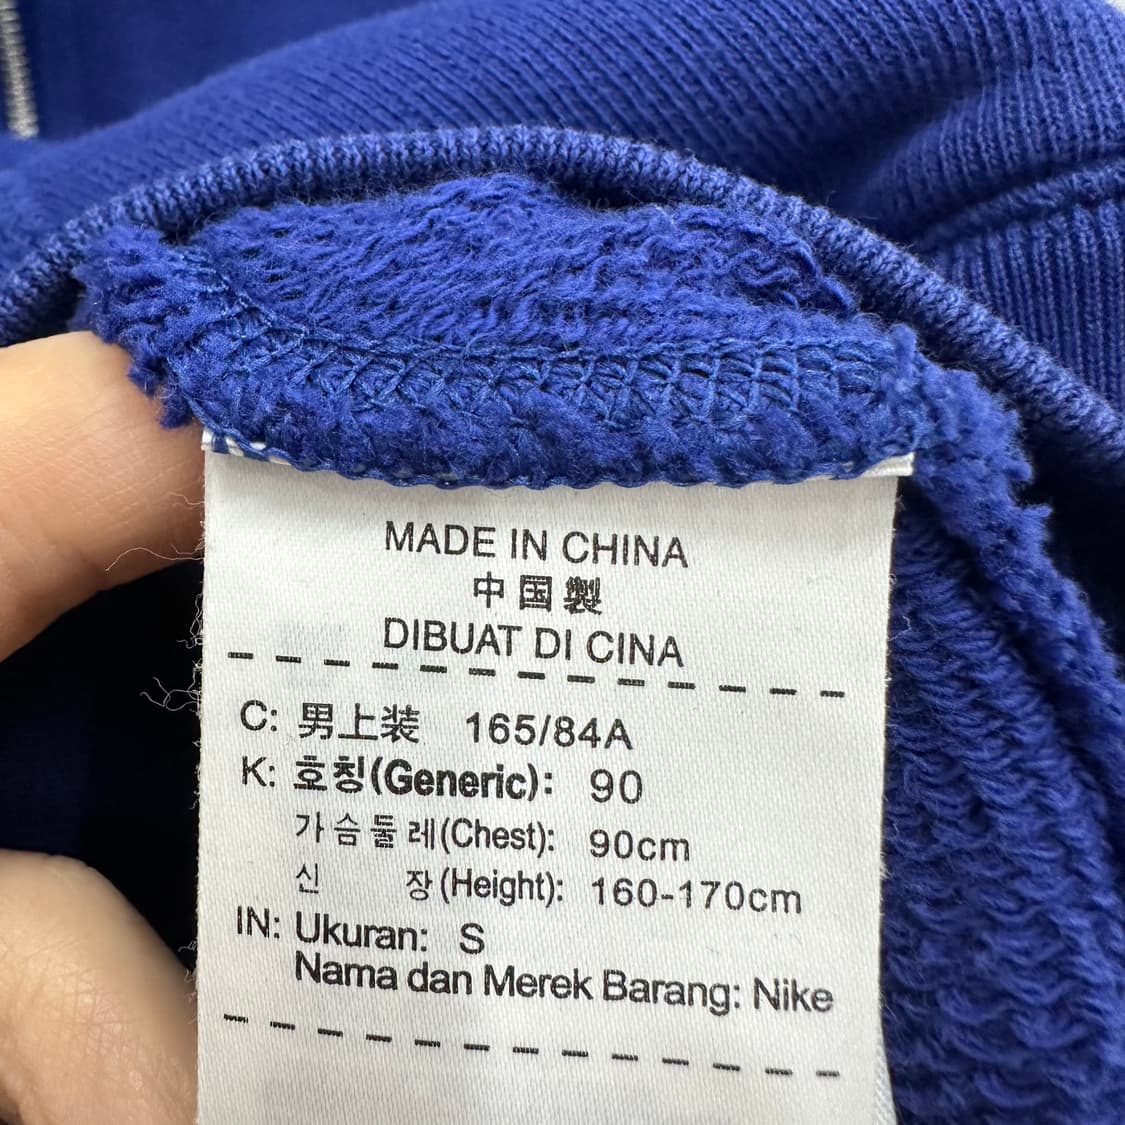 MADE IN CHINA
中国製
DIBUAT DI CINA
C: 男上装 165/84A
K: 호칭(Generic): 90
가슴둘레(Chest): 90cm
신 장(Height): 160-170cm
IN: Ukuran: S
Nama dan Merek Barang: Nike